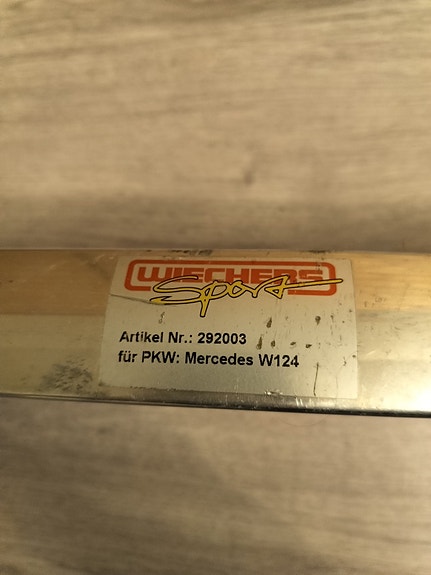 WIECHERS
Sport
Artikel Nr.: 292003
für PKW: Mercedes W124